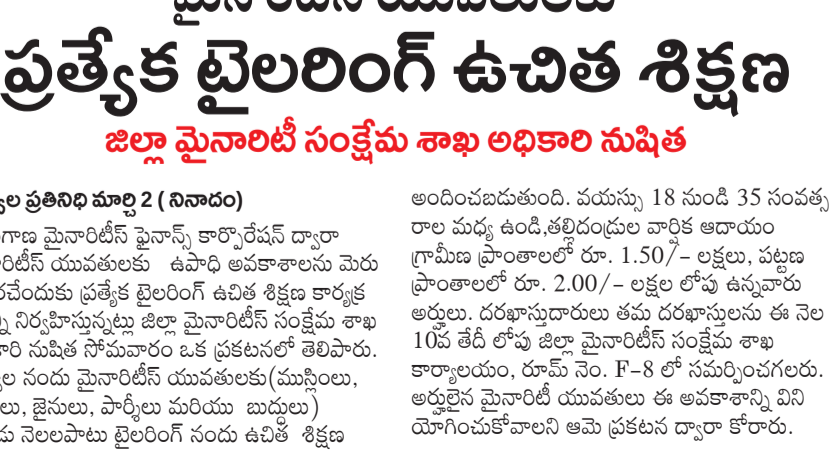 ప్రత్యేక టైలరింగ్ ఉచిత శిక్షణ
జిల్లా మైనారిటీ సంక్షేమ శాఖ అధికారి నుషిత
ప్రతినిధి మార్చి 2 ( నినాదం)
మైనారిటీస్ ఫైనాన్స్ కార్పొరేషన్ ద్వారా
యువతులకు ఉపాధి అవకాశాలను మెరు
ప్రత్యేక టైలరింగ్ ఉచిత శిక్షణ కార్యక్ర
నిర్వహిస్తున్నట్లు జిల్లా మైనారిటీస్ సంక్షేమ శాఖ
నుషిత సోమవారం ఒక ప్రకటనలో తెలిపారు.
నందు మైనారిటీస్ యువతులకు(ముస్లింలు,
జైనులు, పార్శీలు మరియు బుద్ధులు)
నెలలపాటు టైలరింగ్ నందు ఉచిత శిక్షణ
అందించబడుతుంది. వయస్సు 18 నుండి 35 సంవత్స
రాల మధ్య ఉండి,తల్లిదండ్రుల వార్షిక ఆదాయం
గ్రామీణ ప్రాంతాలలో రూ. 1.50/- లక్షలు, పట్టణ
ప్రాంతాలలో రూ. 2.00/- లక్షల లోపు ఉన్నవారు
అర్హులు. దరఖాస్తుదారులు తమ దరఖాస్తులను ఈ నెల
10వ తేదీ లోపు జిల్లా మైనారిటీస్ సంక్షేమ శాఖ
కార్యాలయం, రూమ్ నెం. F-8 లో సమర్పించగలరు.
అర్హులైన మైనారిటీ యువతులు ఈ అవకాశాన్ని విని
యోగించుకోవాలని ఆమె ప్రకటన ద్వారా కోరారు.